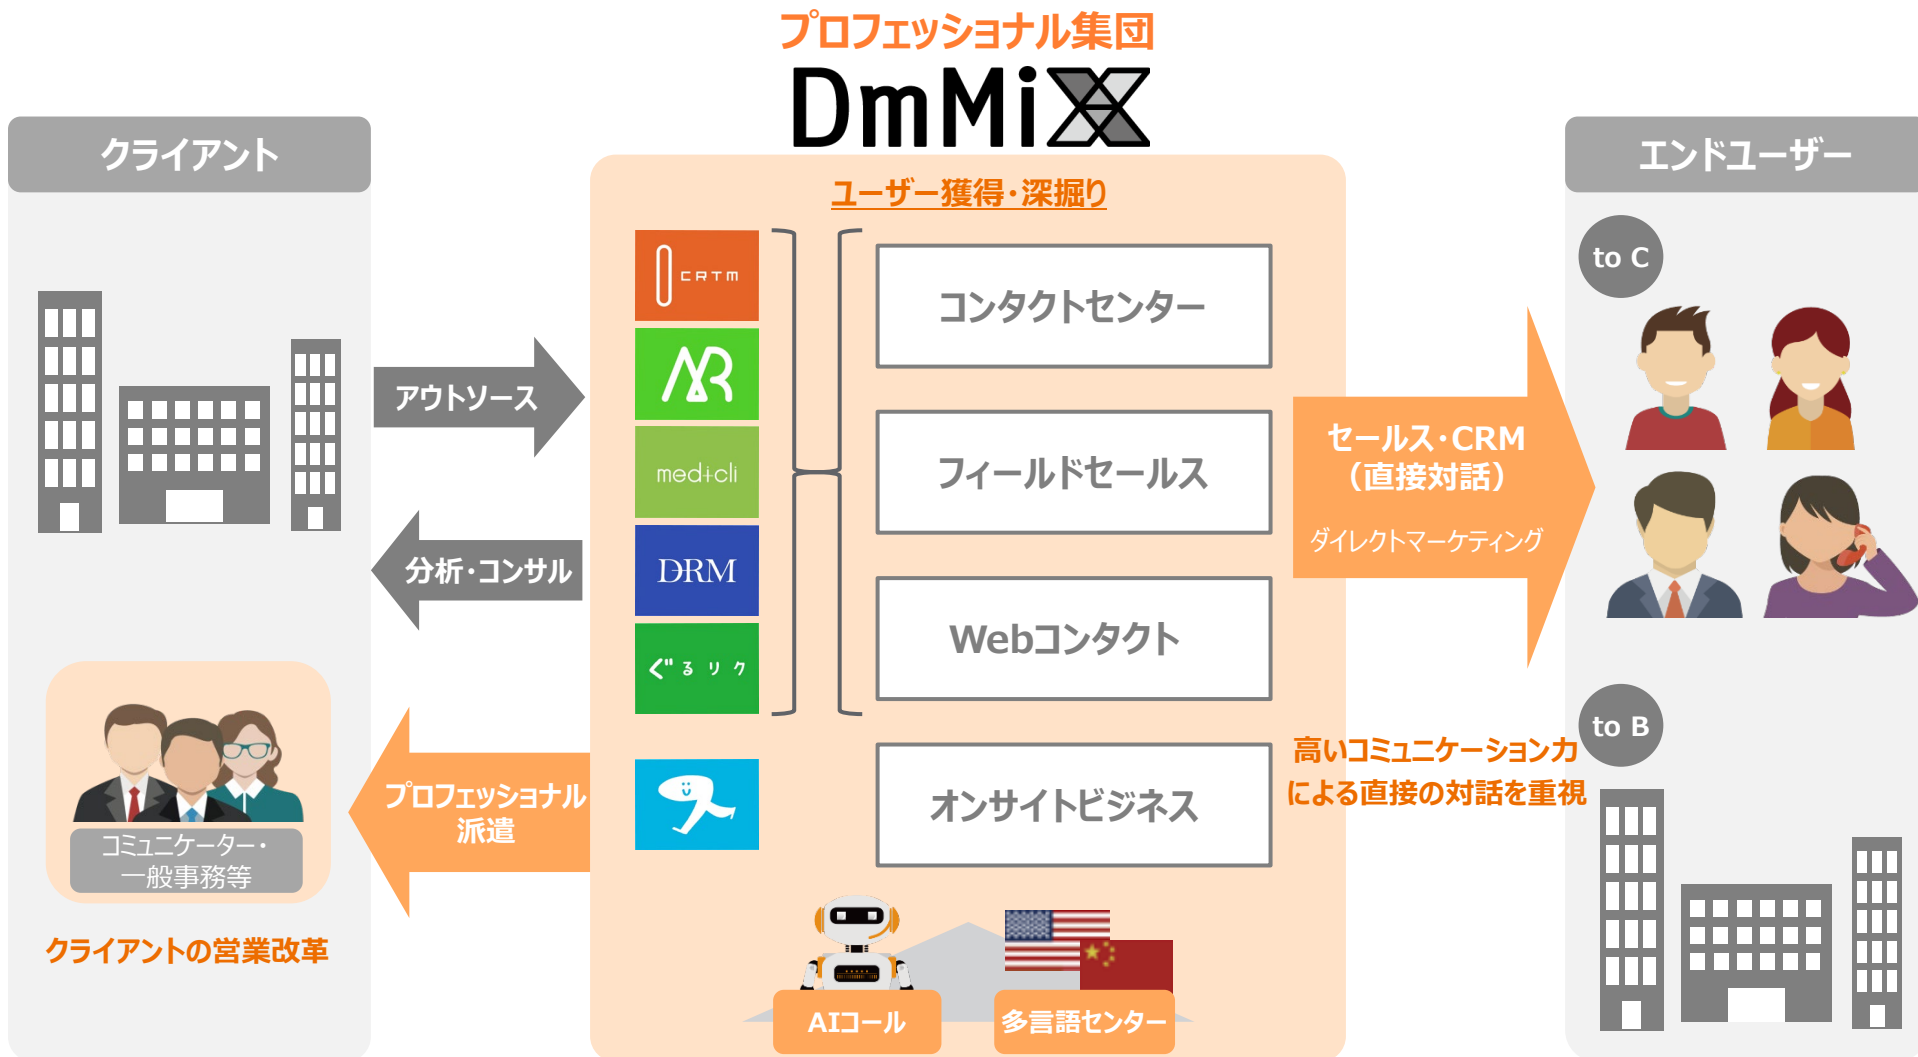 プロフェッショナル集団
DmMiX
クライアント
アウトソース
分析・コンサル
プロフェッショナル
派遣
コミュニケーター・
一般事務等
クライアントの営業改革
ユーザー獲得・深掘り
CRTM
AR
medicli
DRM
ぐるリク
コンタクトセンター
フィールドセールス
Webコンタクト
オンサイトビジネス
AIコール
多言語センター
セールス・CRM
（直接対話）
ダイレクトマーケティング
高いコミュニケーション力
による直接の対話を重視
エンドユーザー
to C
to B